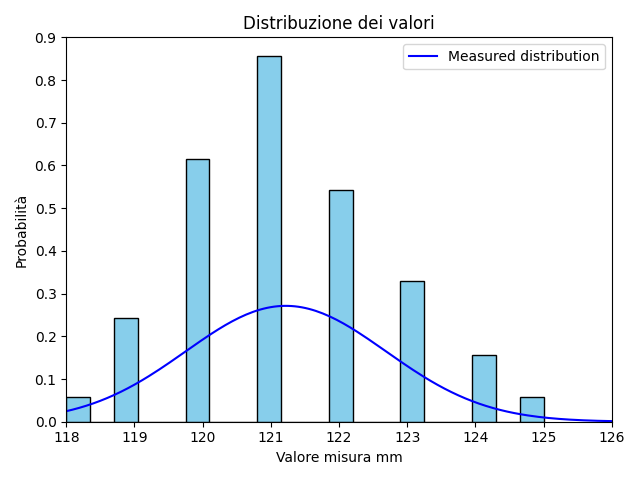 Distribuzione dei valori
Measured distribution
0.9
0.8
0.7
0.6
0.5
0.4
0.3
0.2
0.1
0.0
Probabilità
118 119 120 121 122 123 124 125 126
Valore misura mm